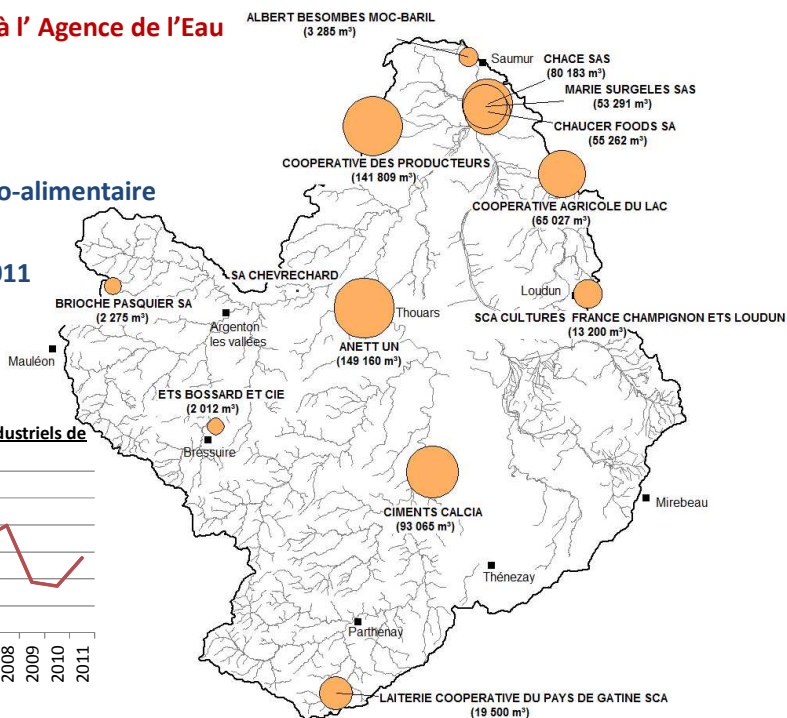 à l' Agence de l'Eau
ALBERT BESOMBES MOC-BARIL
(3 285 m³)
Saumur
CHACE SAS
(80 183 m³)
MARIE SURGELES SAS
(53 291 m³)
CHAUCER FOODS SA
(55 262 m³)
COOPERATIVE DES PRODUCTEURS
(141 809 m³)
o-alimentaire
COOPERATIVE AGRICOLE DU LAC
(65 027 m³)
011
SA CHEVRECHARD
BRIOCHE PASQUIER SA
(2 275 m³)
Argenton
les vallées
Thouars
Loudun
SCA CULTURES FRANCE CHAMPIGNON ETS LOUDUN
(13 200 m³)
ANETT UN
(149 160 m³)
Mauléon
ETS BOSSARD ET CIE
(2 012 m³)
Bressuire
dustriels de
CIMENTS CALCIA
(93 065 m³)
Mirebeau
Thénezay
Parthenay
2008
2009
2010
2011
LAITERIE COOPERATIVE DU PAYS DE GATINE SCA
(19 500 m³)